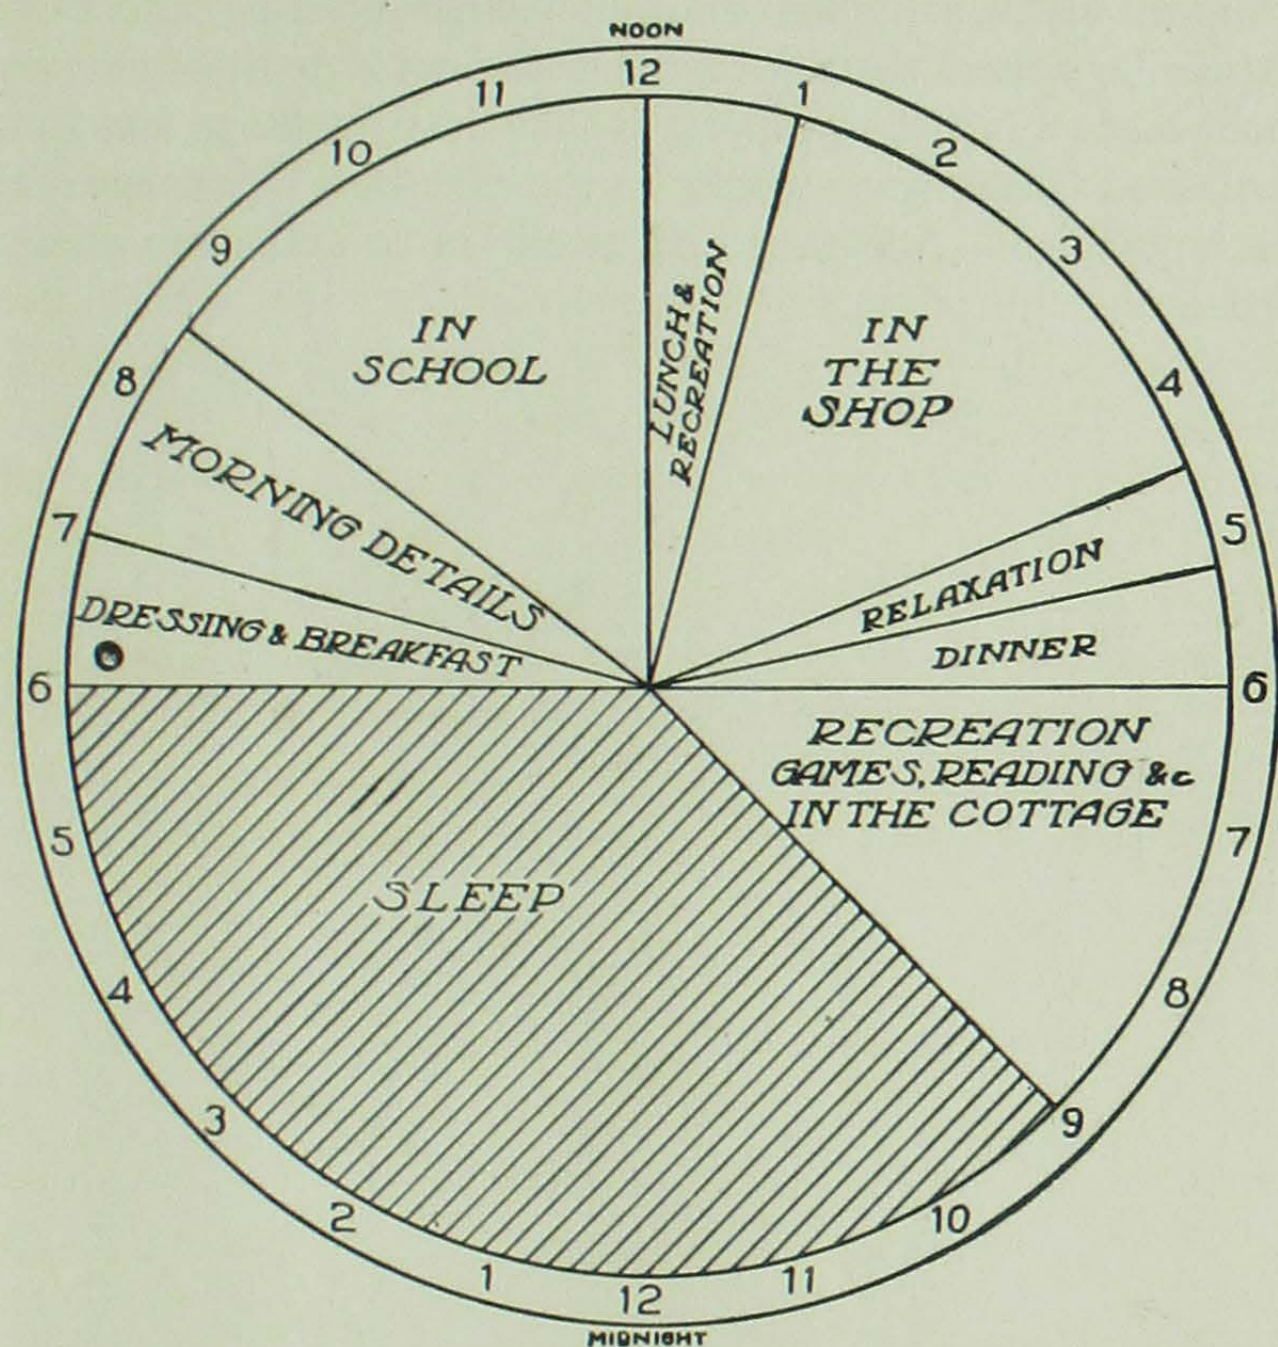 NOON
12
1
2
3
4
5
6
7
8
9
10
11
12
MIDNIGHT
1
2
3
4
5
6
7
8
9
10
11
IN
SCHOOL
LUNCH &
RECREATION
IN
THE
SHOP
RELAXATION
DINNER
RECREATION
GAMES, READING &c
IN THE COTTAGE
SLEEP
DRESSING & BREAKFAST
MORNING DETAILS